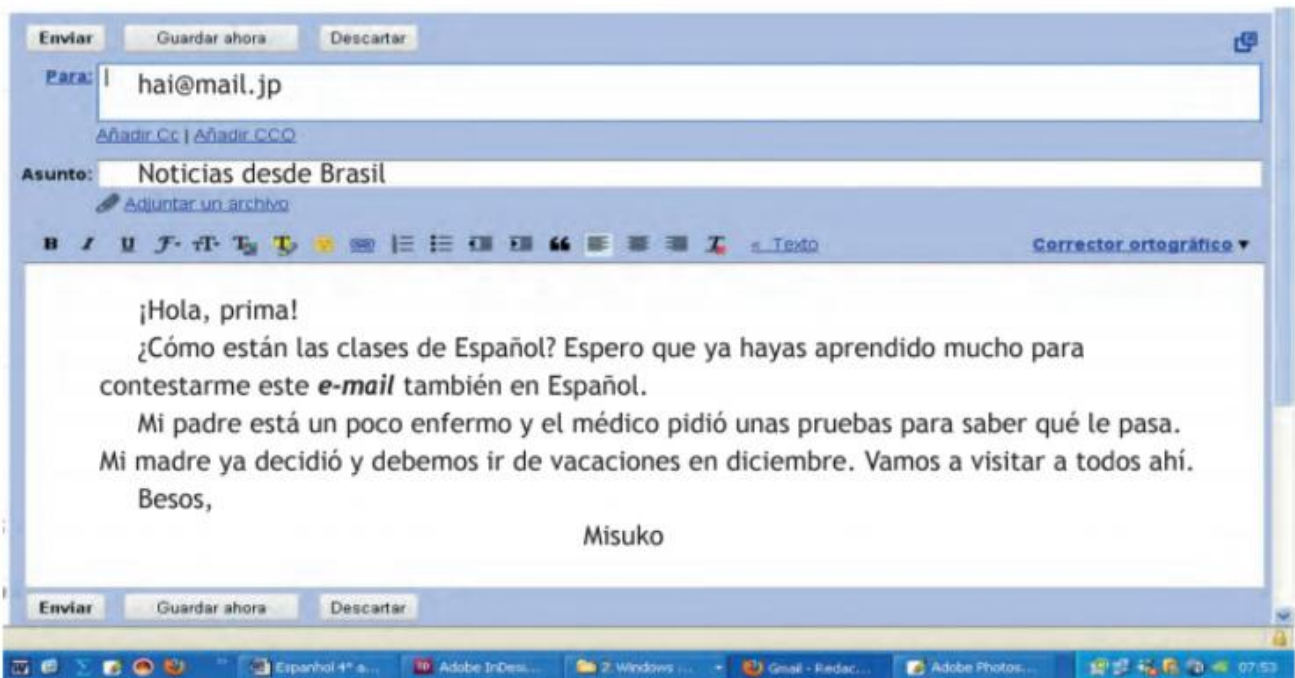 Enviar Guardar ahora Descartar
Para: hai@mail.jp
Añadir Cc | Añadir CCO
Asunto: Noticias desde Brasil
Adjuntar un archivo
B I U « Texto Corrector ortográfico
¡Hola, prima!
¿Cómo están las clases de Español? Espero que ya hayas aprendido mucho para
contestarme este e-mail también en Español.
Mi padre está un poco enfermo y el médico pidió unas pruebas para saber qué le pasa.
Mi madre ya decidió y debemos ir de vacaciones en diciembre. Vamos a visitar a todos ahí.
Besos,
Misuko
Enviar Guardar ahora Descartar
Espanhol 4ª a... Adobe InDesi... 2 Windows ... Gmail - Redac... Adobe Photos... 07:53